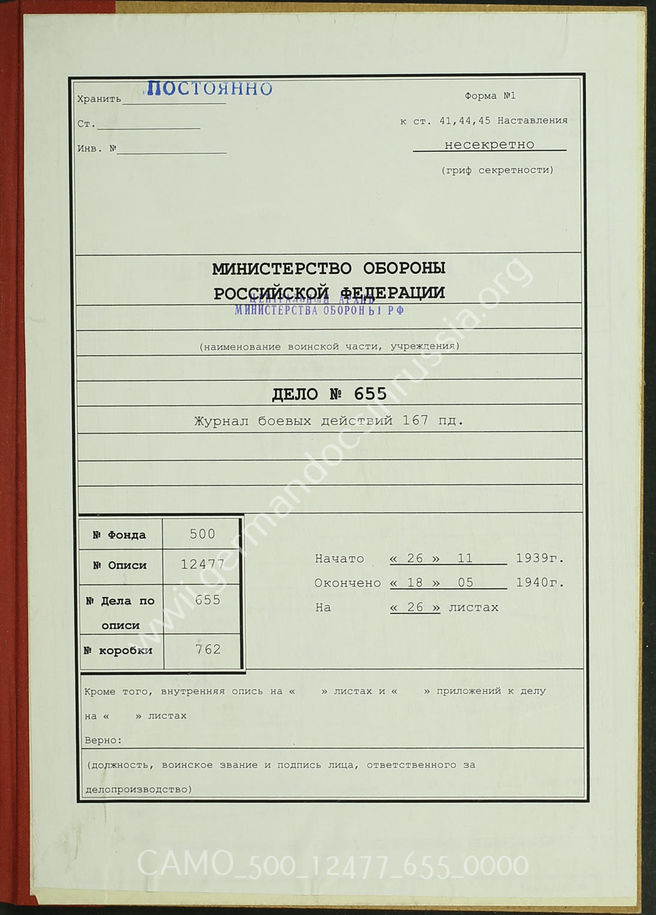 Хранить ПОСТОЯННО
Форма №1
Ст.
к ст. 41,44,45 Наставления
Инв. №
несекретно
(гриф секретности)
МИНИСТЕРСТВО ОБОРОНЫ
РОССИЙСКОЙ ФЕДЕРАЦИИ
ЦЕНТРАЛЬНЫЙ АРХИВ
МИНИСТЕРСТВА ОБОРОНЫ РФ
(наименование воинской части, учреждения)
ДЕЛО № 655
Журнал боевых действий 167 пд.
№ Фонда 500
№ Описи 12477
№ Дела по описи 655
№ коробки 762
Начато « 26 » 11 1939г.
Окончено « 18 » 05 1940г.
На « 26 » листах
Кроме того, внутренняя опись на « » листах и « » приложений к делу
на « » листах
Верно:
(должность, воинское звание и подпись лица, ответственного за
делопроизводство)
www.germandocsinrussia.org
CAMO_500_12477_655_0000